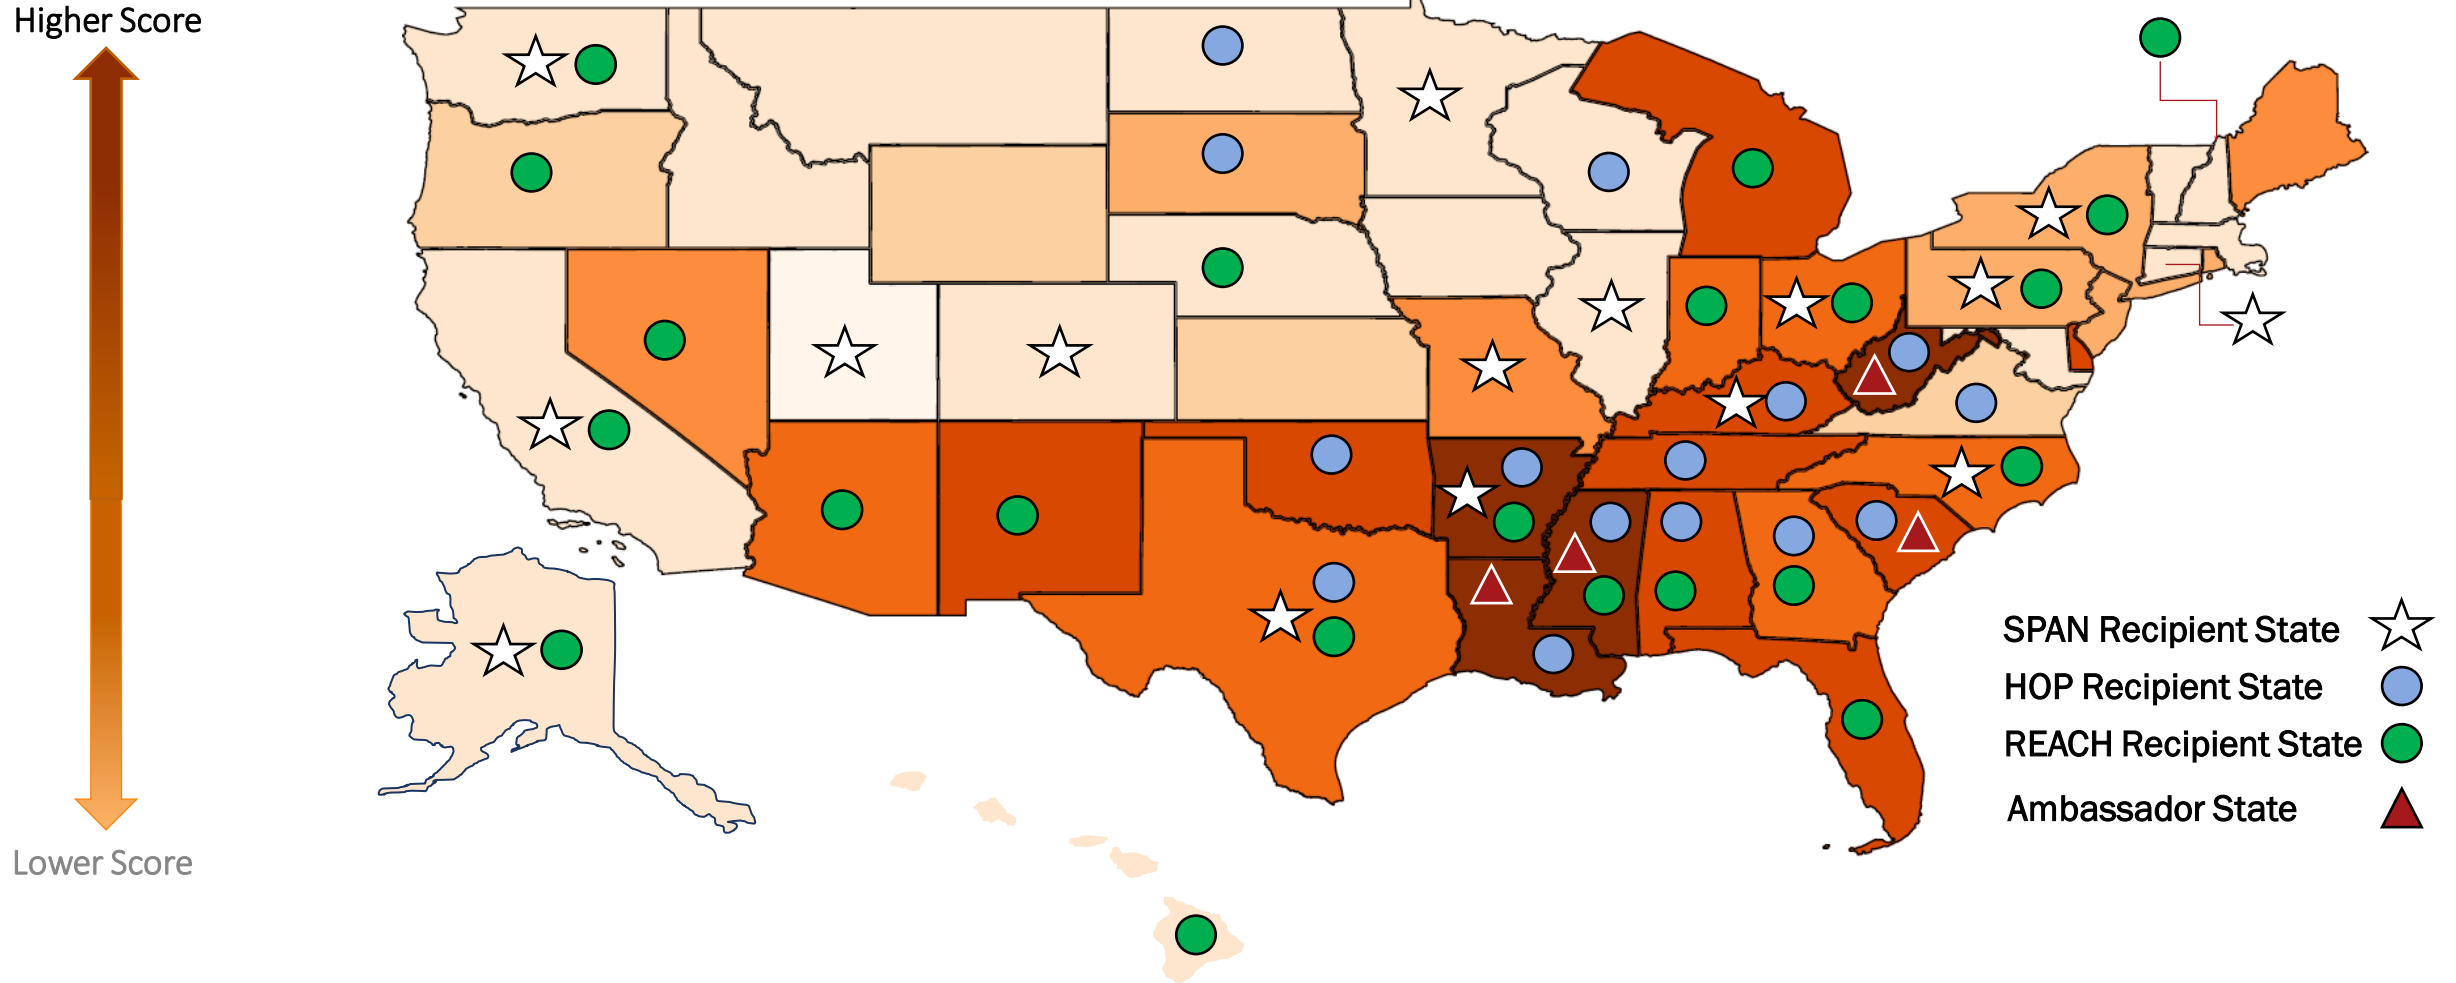 Higher Score
Lower Score
SPAN Recipient State
HOP Recipient State
REACH Recipient State
Ambassador State